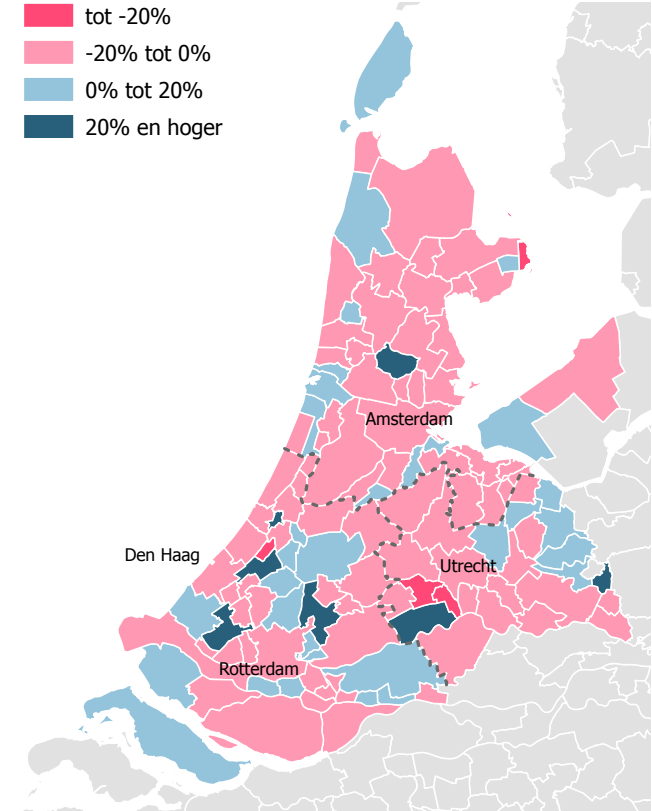 tot -20%
-20% tot 0%
0% tot 20%
20% en hoger
Amsterdam
Den Haag
Utrecht
Rotterdam